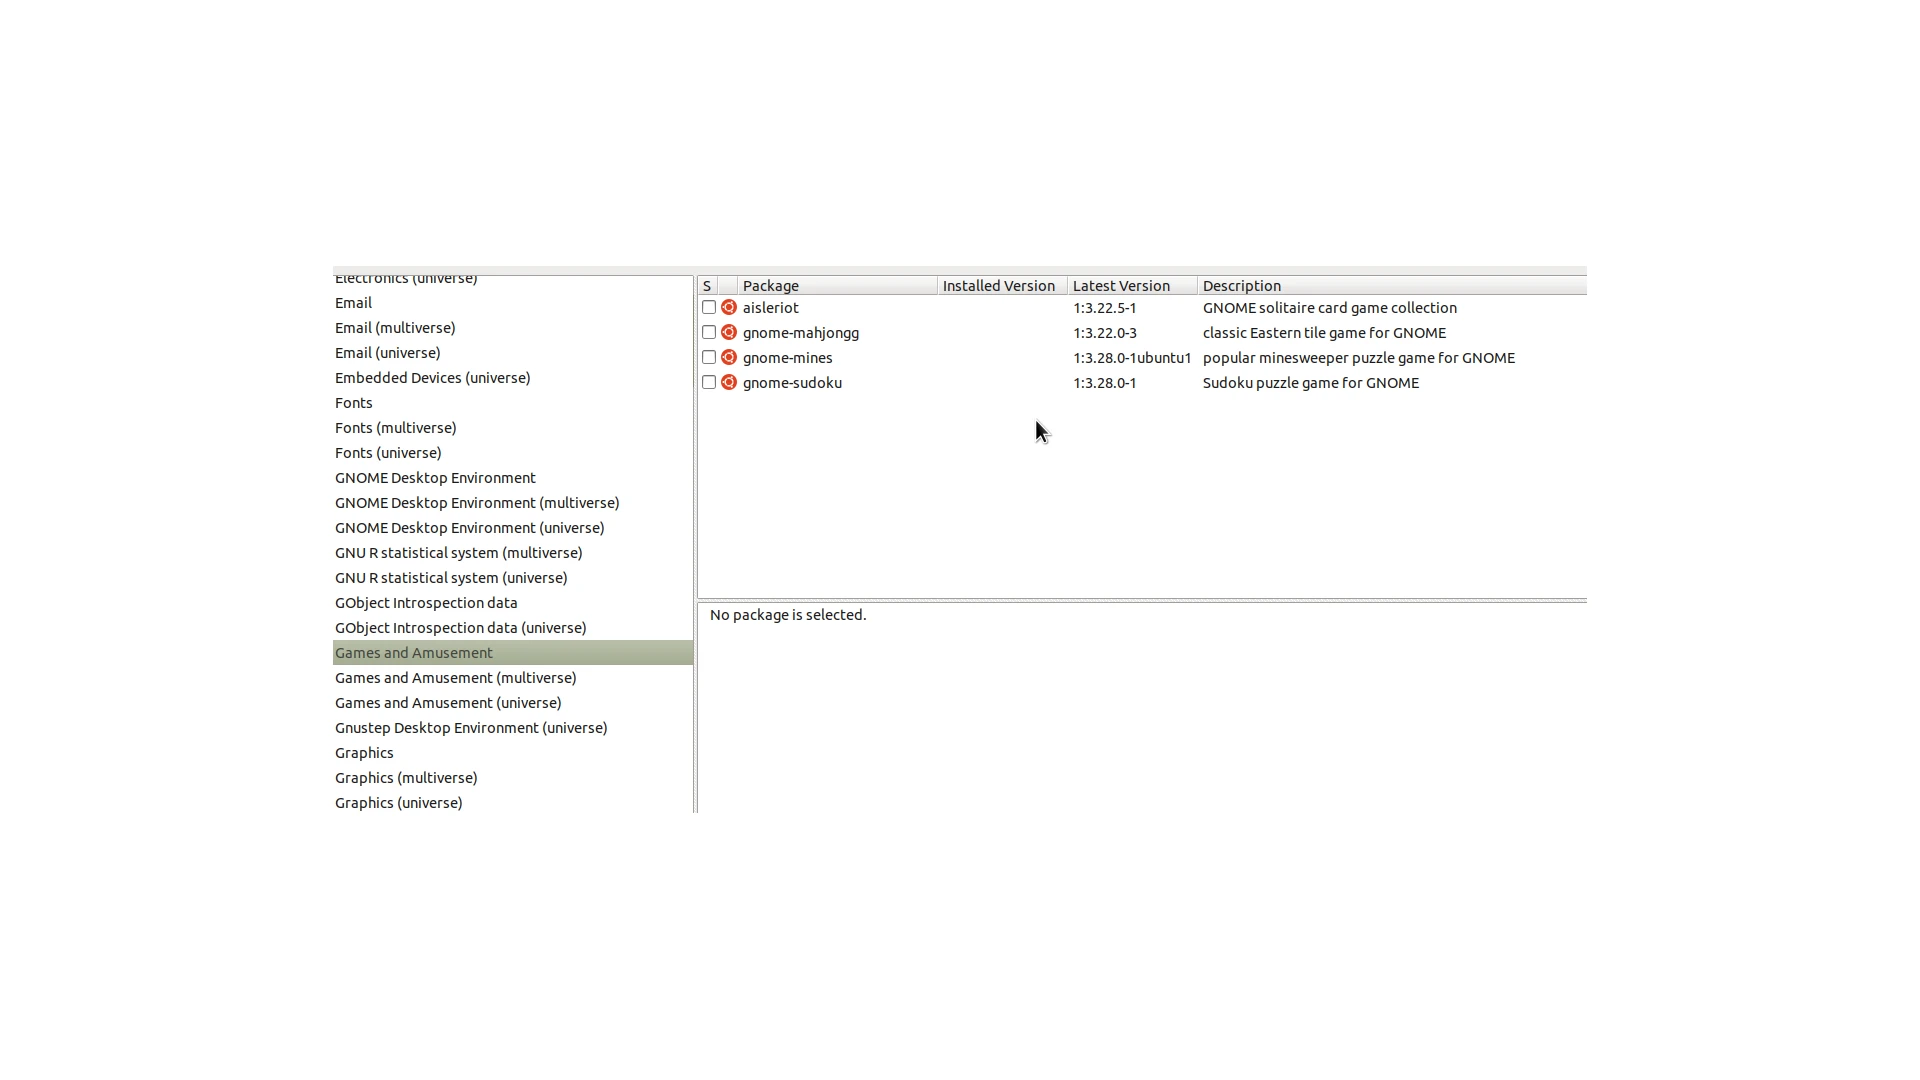 Electronics (universe)
Email
Email (multiverse)
Email (universe)
Embedded Devices (universe)
Fonts
Fonts (multiverse)
Fonts (universe)
GNOME Desktop Environment
GNOME Desktop Environment (multiverse)
GNOME Desktop Environment (universe)
GNU R statistical system (multiverse)
GNU R statistical system (universe)
GObject Introspection data
GObject Introspection data (universe)
Games and Amusement
Games and Amusement (multiverse)
Games and Amusement (universe)
Gnustep Desktop Environment (universe)
Graphics
Graphics (multiverse)
Graphics (universe)
S Package Installed Version Latest Version Description
aisleriot 1:3.22.5-1 GNOME solitaire card game collection
gnome-mahjongg 1:3.22.0-3 classic Eastern tile game for GNOME
gnome-mines 1:3.28.0-1ubuntu1 popular minesweeper puzzle game for GNOME
gnome-sudoku 1:3.28.0-1 Sudoku puzzle game for GNOME
No package is selected.